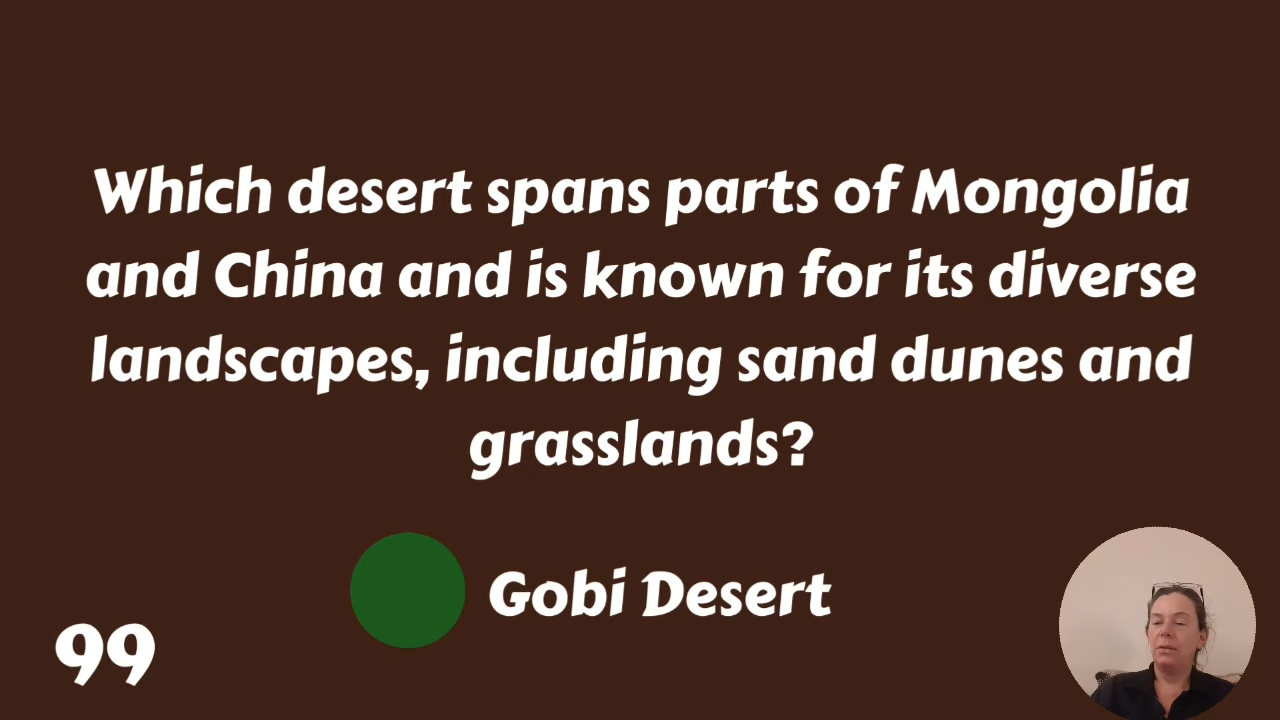 Which desert spans parts of Mongolia
and China and is known for its diverse
landscapes, including sand dunes and
grasslands?
Gobi Desert
99